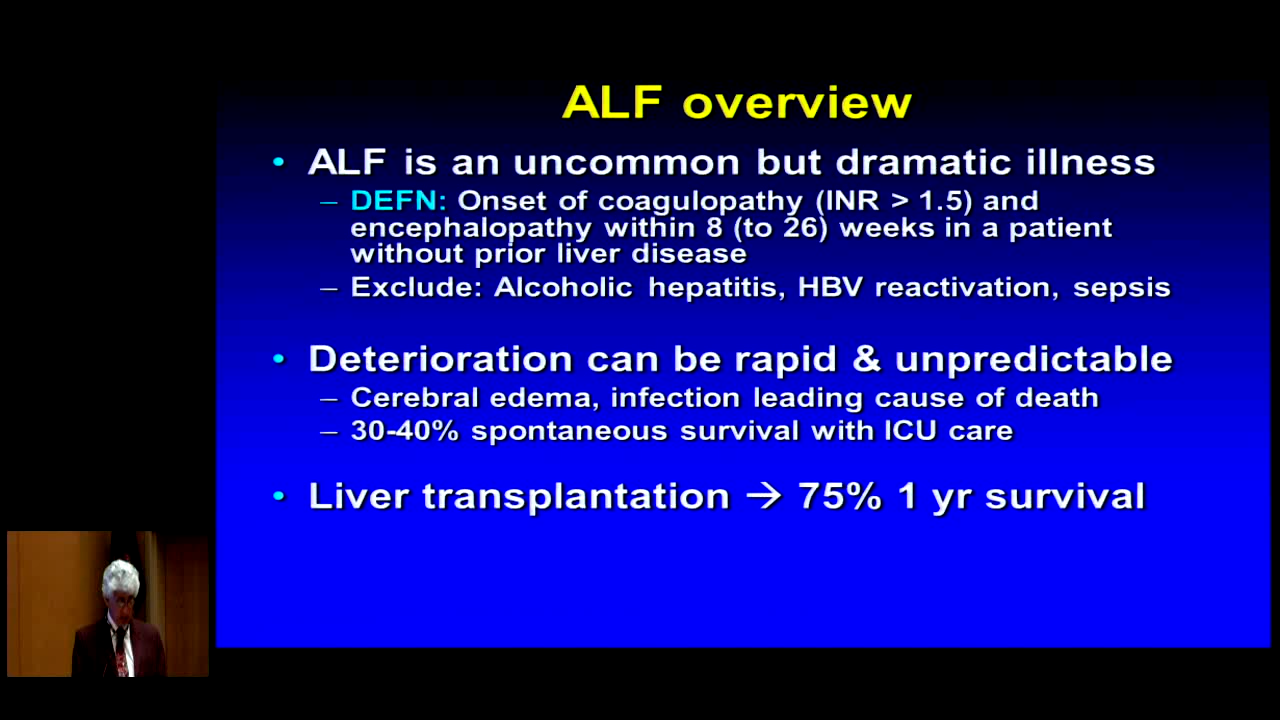 ALF overview
• ALF is an uncommon but dramatic illness
– DEFN: Onset of coagulopathy (INR > 1.5) and
encephalopathy within 8 (to 26) weeks in a patient
without prior liver disease
– Exclude: Alcoholic hepatitis, HBV reactivation, sepsis
• Deterioration can be rapid & unpredictable
– Cerebral edema, infection leading cause of death
– 30-40% spontaneous survival with ICU care
• Liver transplantation → 75% 1 yr survival